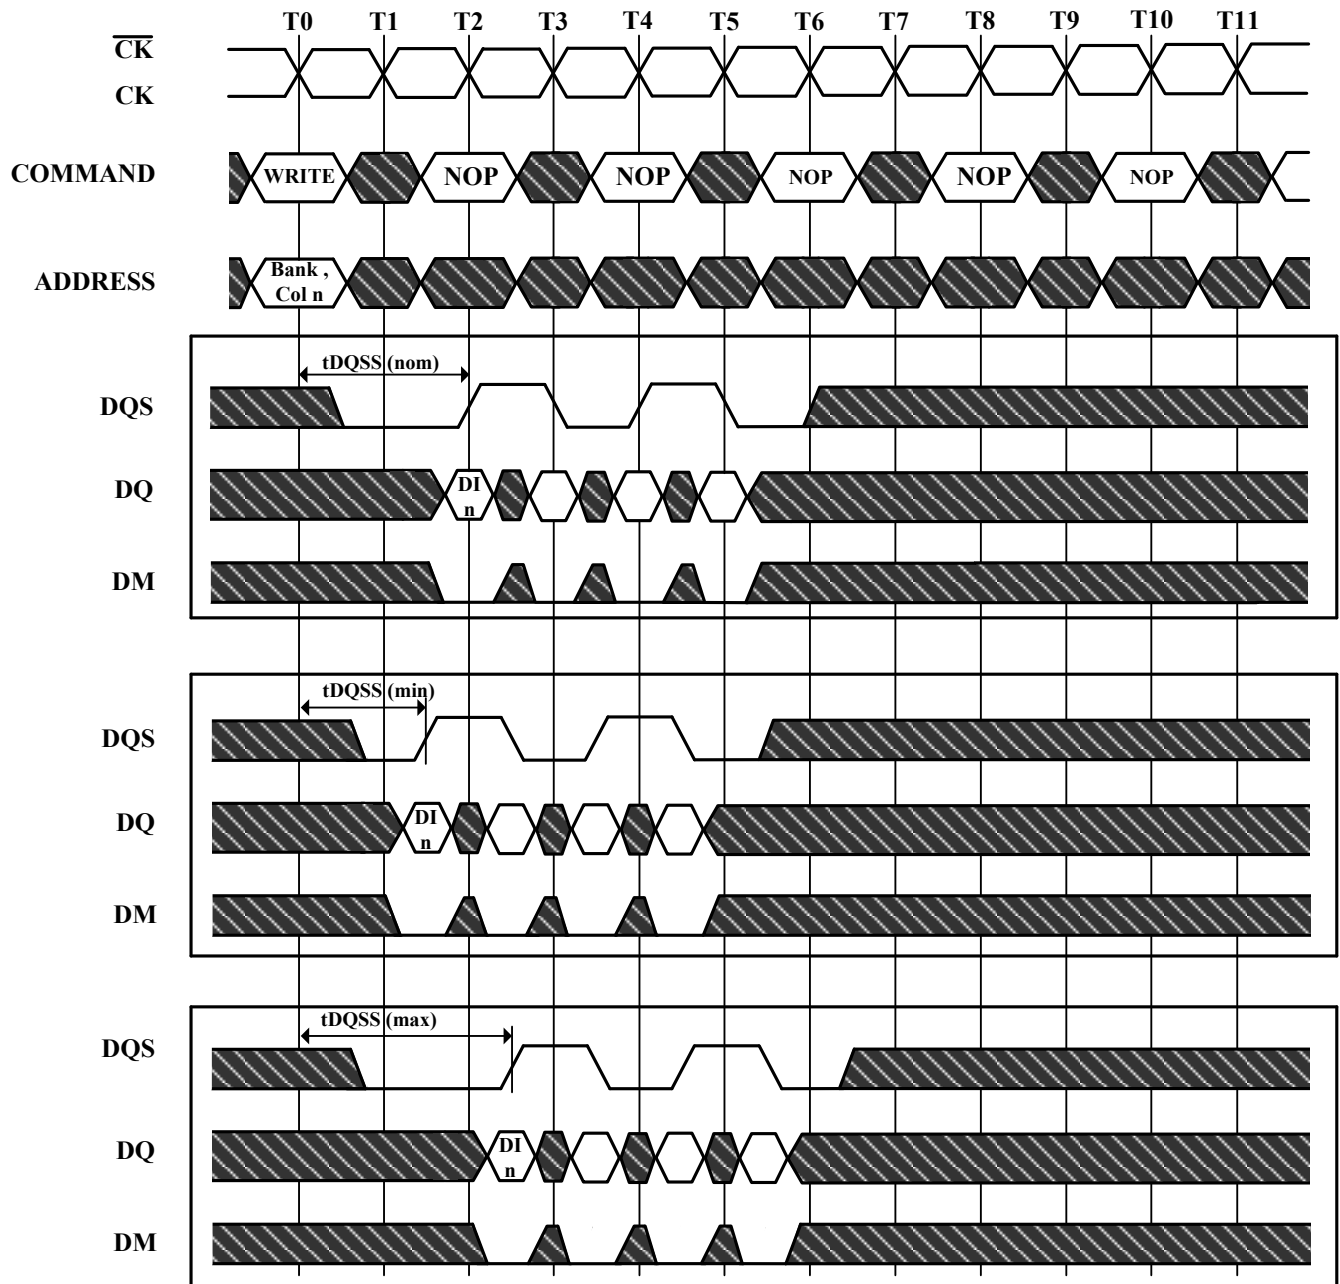 T0 T1 T2 T3 T4 T5 T6 T7 T8 T9 T10 T11
CK
CK
COMMAND WRITE NOP NOP NOP NOP NOP
ADDRESS Bank ,
Col n
tDQSS (nom)
DQS
DQ DI
n
DM
tDQSS (min)
DQS
DQ DI
n
DM
tDQSS (max)
DQS
DQ DI
n
DM